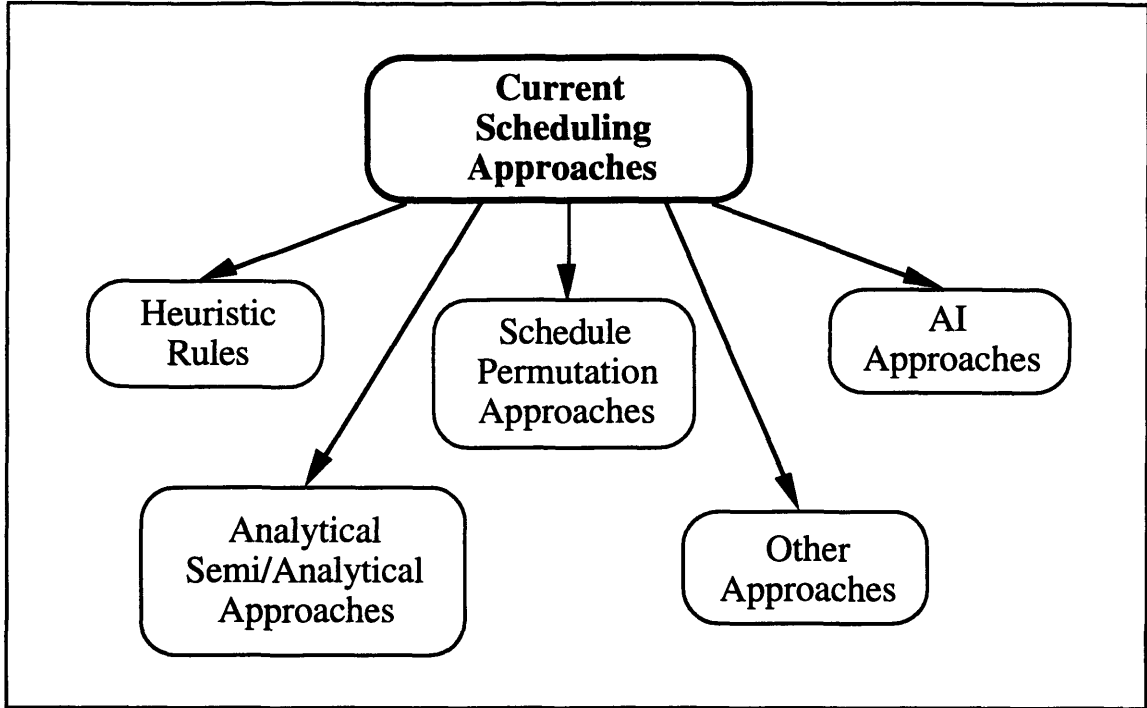 Current
Scheduling
Approaches
Heuristic
Rules
Schedule
Permutation
Approaches
AI
Approaches
Analytical
Semi/Analytical
Approaches
Other
Approaches